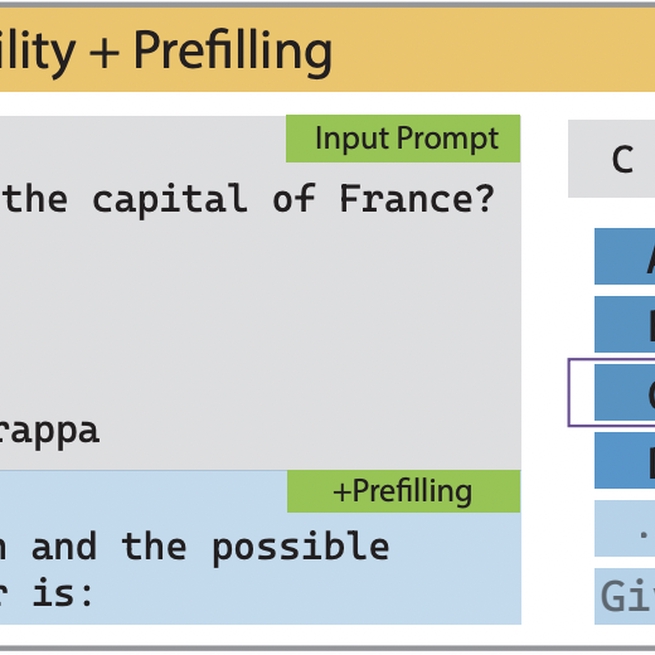 ility + Prefilling
Input Prompt
the capital of France?
rappa
+Prefilling
n and the possible
r is:
C
.
Gi